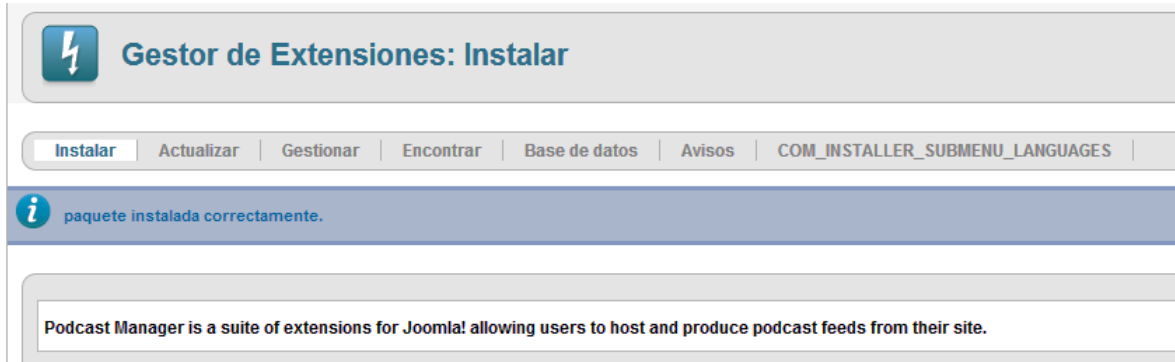 Gestor de Extensiones: Instalar
Instalar Actualizar Gestionar Encontrar Base de datos Avisos COM_INSTALLER_SUBMENU_LANGUAGES
paquete instalada correctamente.
Podcast Manager is a suite of extensions for Joomla! allowing users to host and produce podcast feeds from their site.